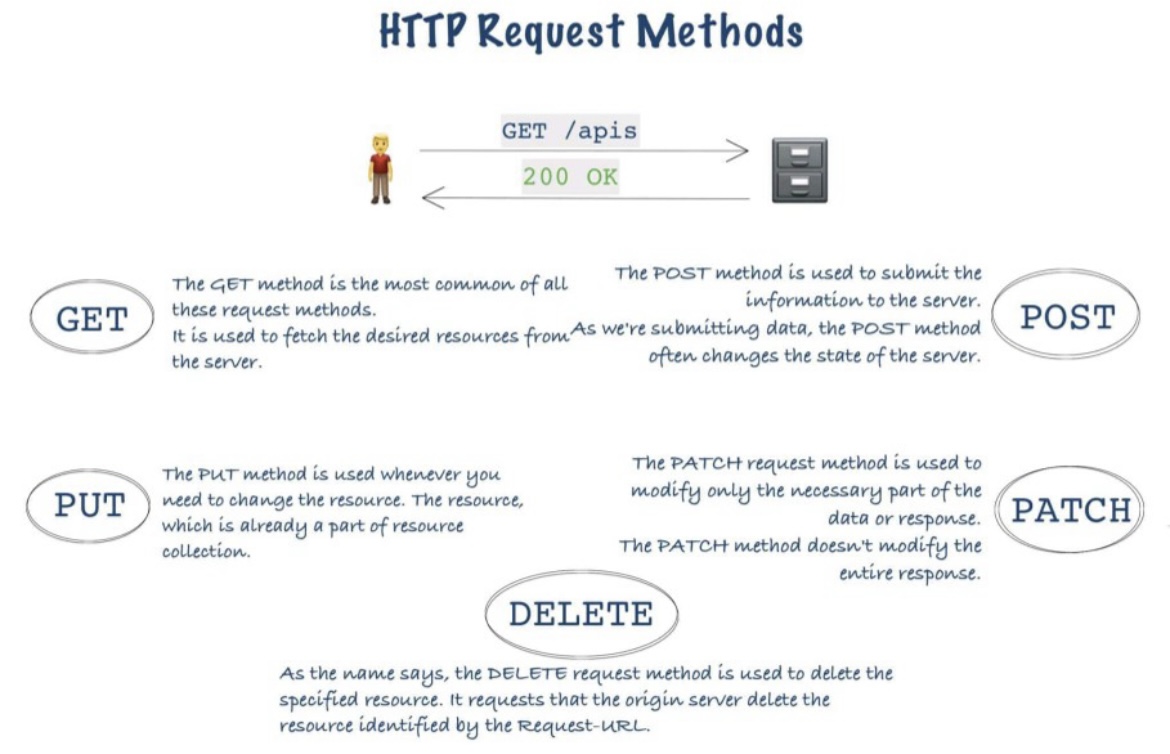 HTTP Request Methods
GET /apis
200 OK
GET
The GET method is the most common of all
these request methods.
It is used to fetch the desired resources from
the server.
The POST method is used to submit the
information to the server.
As we're submitting data, the POST method
often changes the state of the server.
POST
PUT
The PUT method is used whenever you
need to change the resource. The resource,
which is already a part of resource
collection.
The PATCH request method is used to
modify only the necessary part of the
data or response.
The PATCH method doesn't modify the
entire response.
PATCH
DELETE
As the name says, the DELETE request method is used to delete the
specified resource. It requests that the origin server delete the
resource identified by the Request-URL.